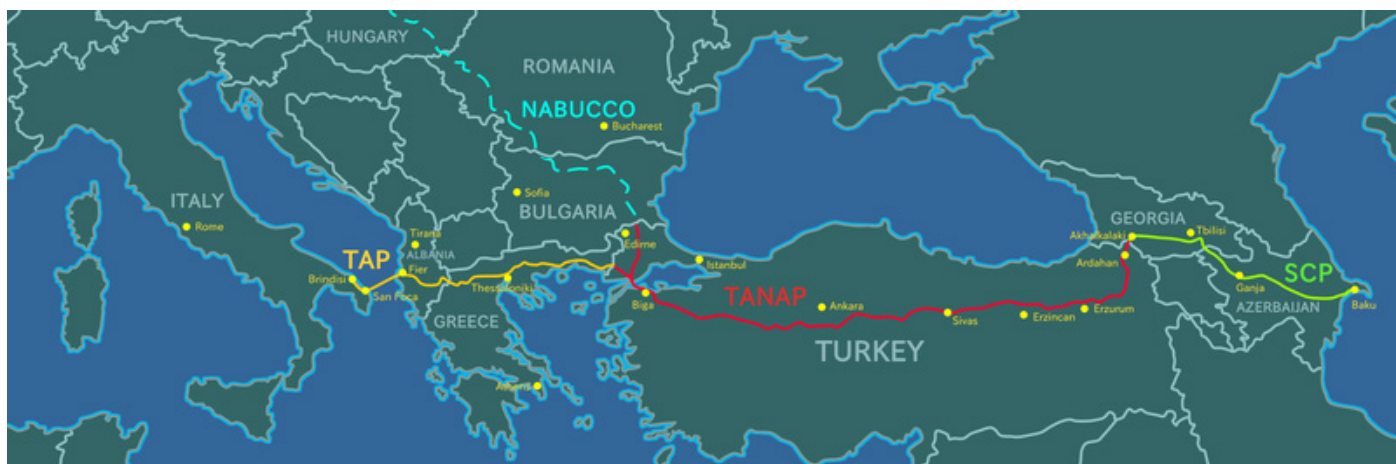 HUNGARY
ROMANIA
NABUCCO
Bucharest
Sofia
ITALY
BULGARIA
GEORGIA
Rome
Tirana
Edirne
Akhalkalaki
Tbilisi
ALBANIA
TAP
Fier
Istanbul
Ardahan
SCP
Brindisi
San Foca
Thessaloniki
Biga
TANAP
Ankara
Sivas
Erzincan
Erzurum
Ganja
AZERBAIJAN
Baku
GREECE
TURKEY
Athens